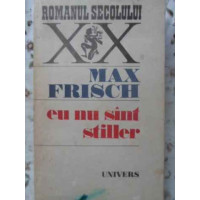 ROMANUL SECOLULUI
XX
MAX
FRISCH
eu nu sînt
stiller
UNIVERS